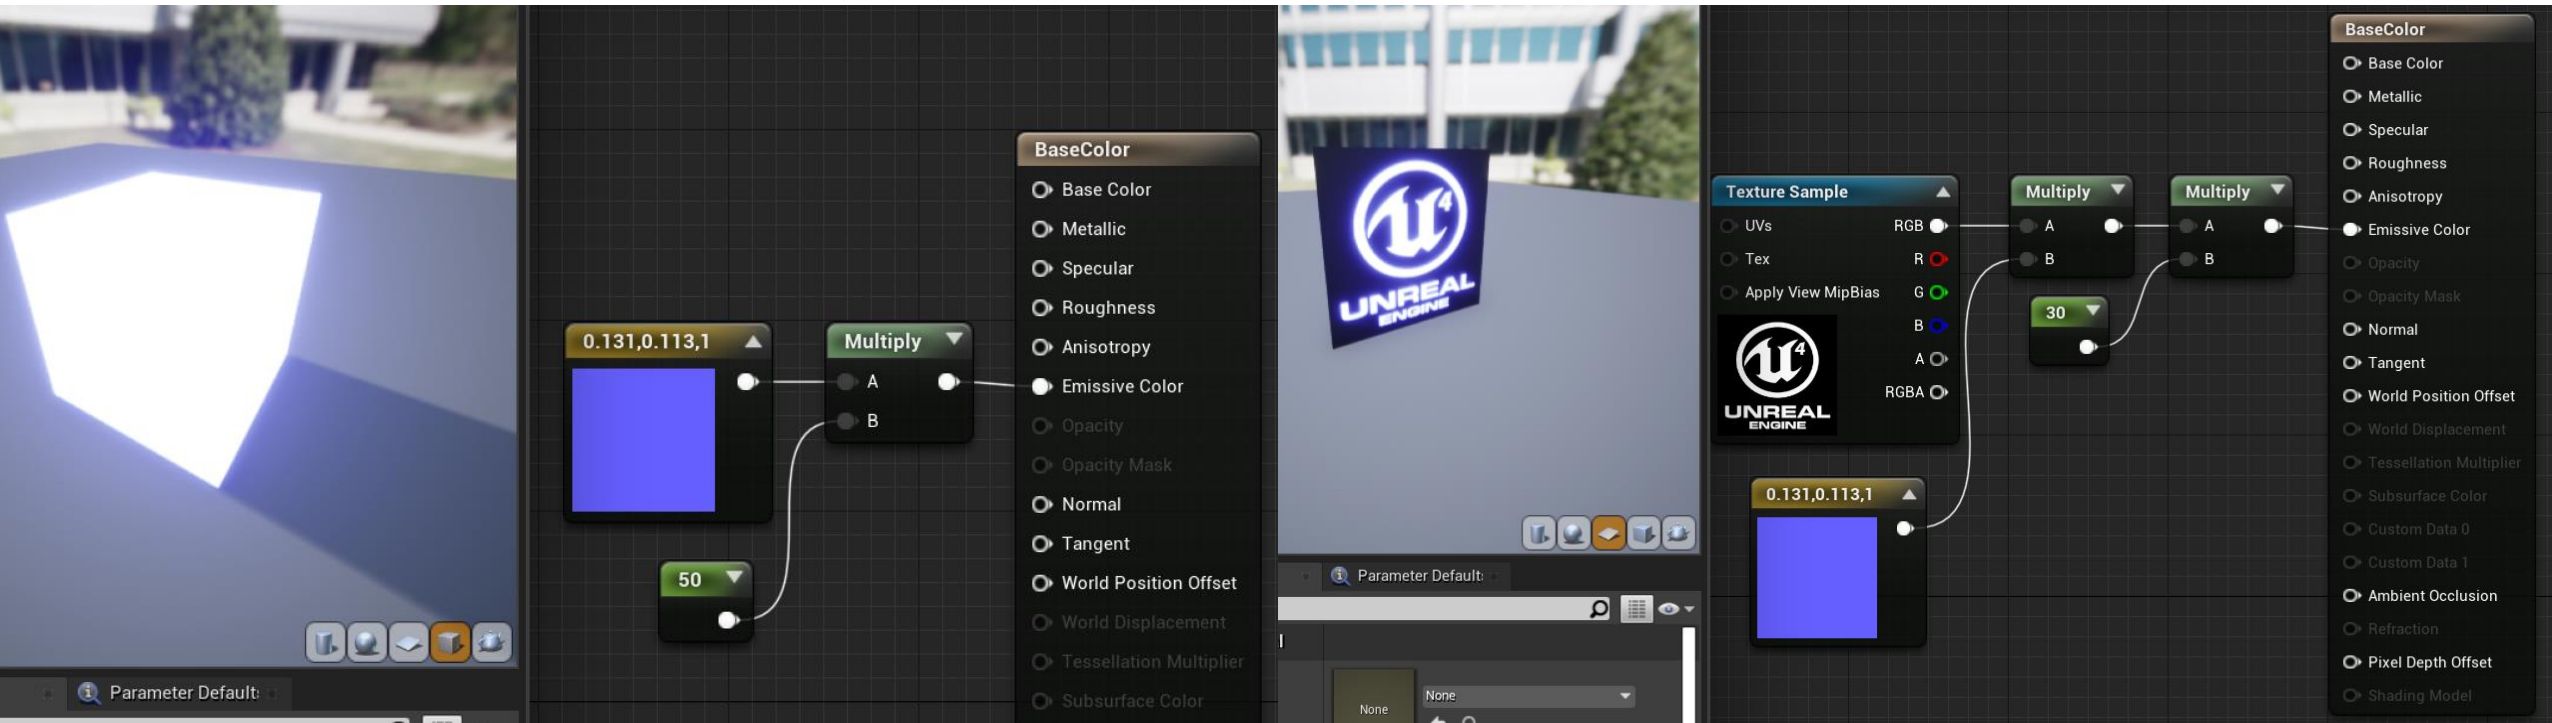 BaseColor
Base Color
Metallic
Specular
Roughness
Anisotropy
Emissive Color
Opacity
Opacity Mask
Normal
Tangent
World Position Offset
World Displacement
Tessellation Multiplier
Subsurface Color
0.131,0.113,1
Multiply
A
B
50
Parameter Default
4
UNREAL
ENGINE
Parameter Default
None
None
Texture Sample
UVs
RGB
Tex
R
Apply View MipBias
G
B
A
RGBA
4
UNREAL
ENGINE
0.131,0.113,1
Multiply
A
B
30
Multiply
A
B
BaseColor
Base Color
Metallic
Specular
Roughness
Anisotropy
Emissive Color
Opacity
Opacity Mask
Normal
Tangent
World Position Offset
World Displacement
Tessellation Multiplier
Subsurface Color
Custom Data 0
Custom Data 1
Ambient Occlusion
Refraction
Pixel Depth Offset
Shading Model